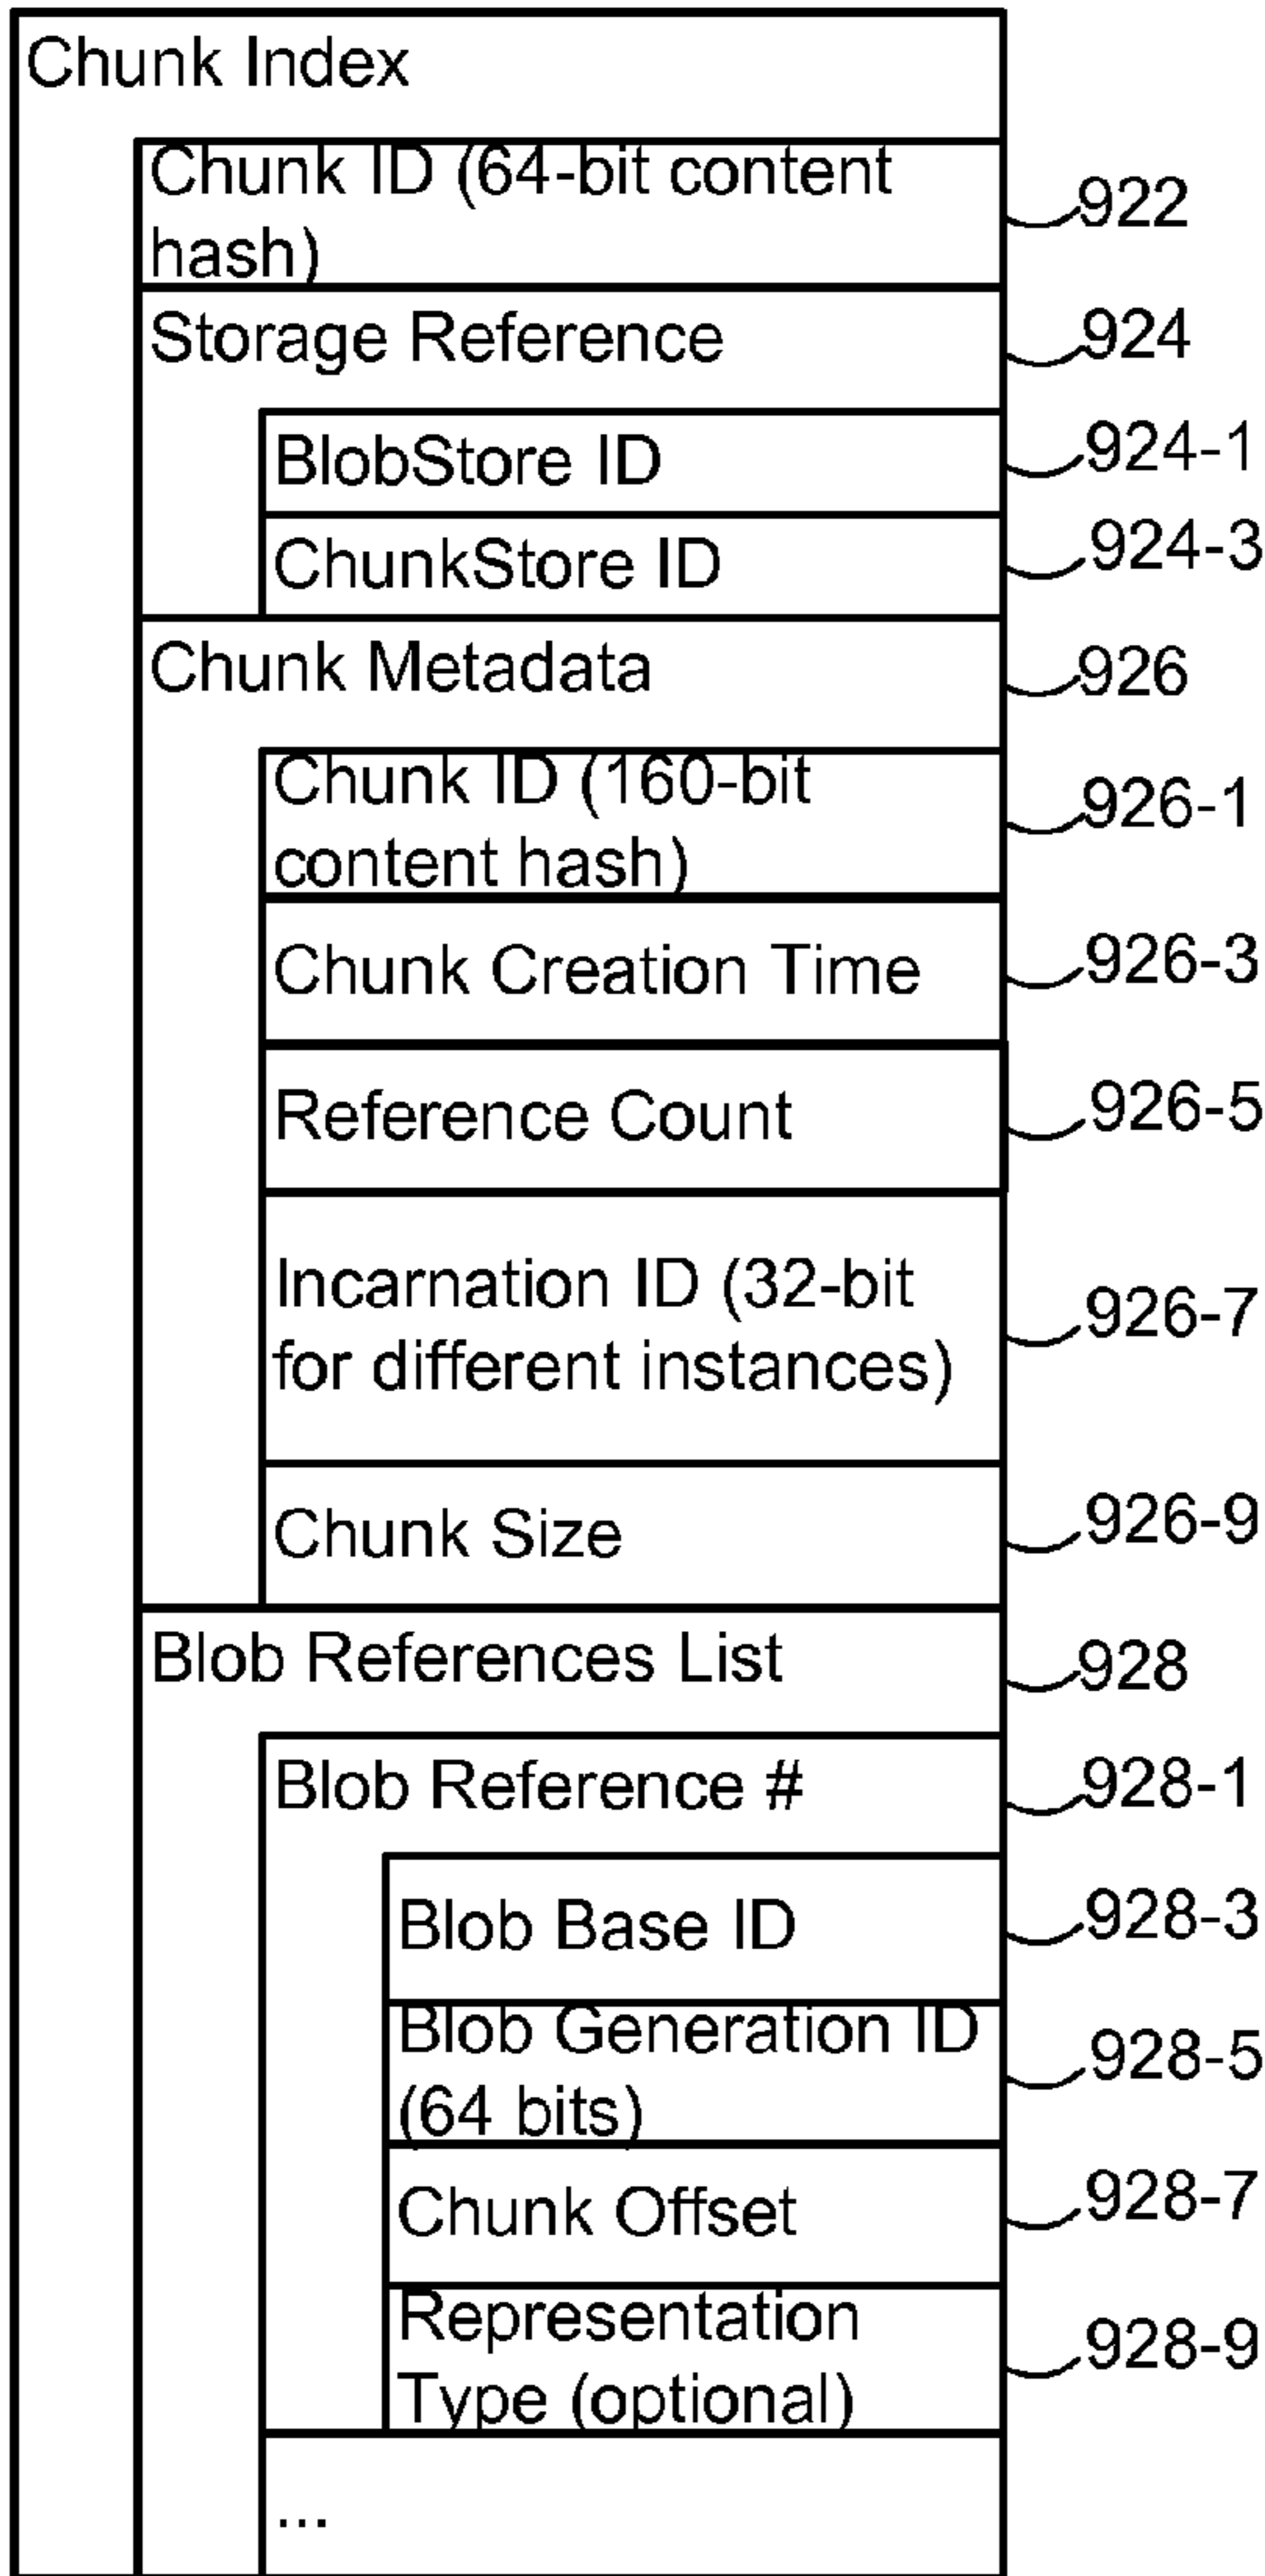 Chunk Index
Chunk ID (64-bit content
hash)
922
Storage Reference
924
BlobStore ID
924-1
ChunkStore ID
924-3
Chunk Metadata
926
Chunk ID (160-bit
content hash)
926-1
Chunk Creation Time
926-3
Reference Count
926-5
Incarnation ID (32-bit
for different instances)
926-7
Chunk Size
926-9
Blob References List
928
Blob Reference #
928-1
Blob Base ID
928-3
Blob Generation ID
(64 bits)
928-5
Chunk Offset
928-7
Representation
Type (optional)
928-9
...